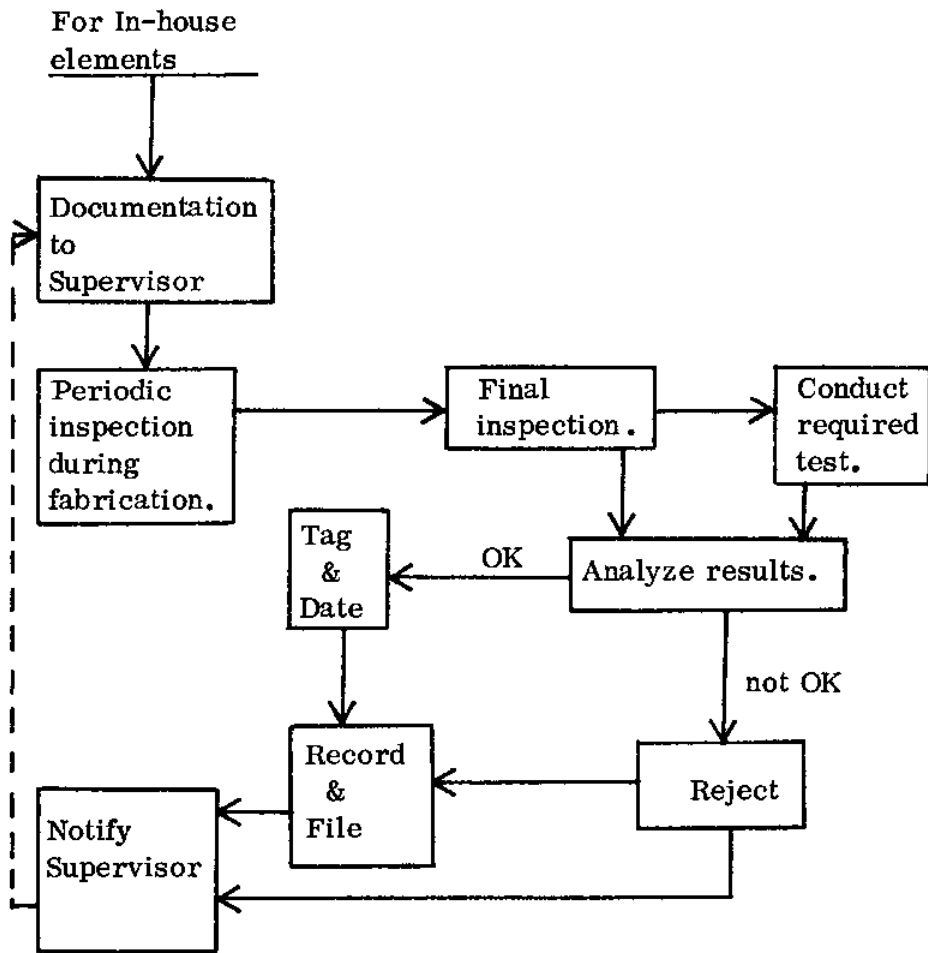 For In-house
elements
Documentation
to
Supervisor
Periodic
inspection
during
fabrication.
Final
inspection.
Conduct
required
test.
Tag
&
Date
OK
Analyze results.
not OK
Record
&
File
Reject
Notify
Supervisor